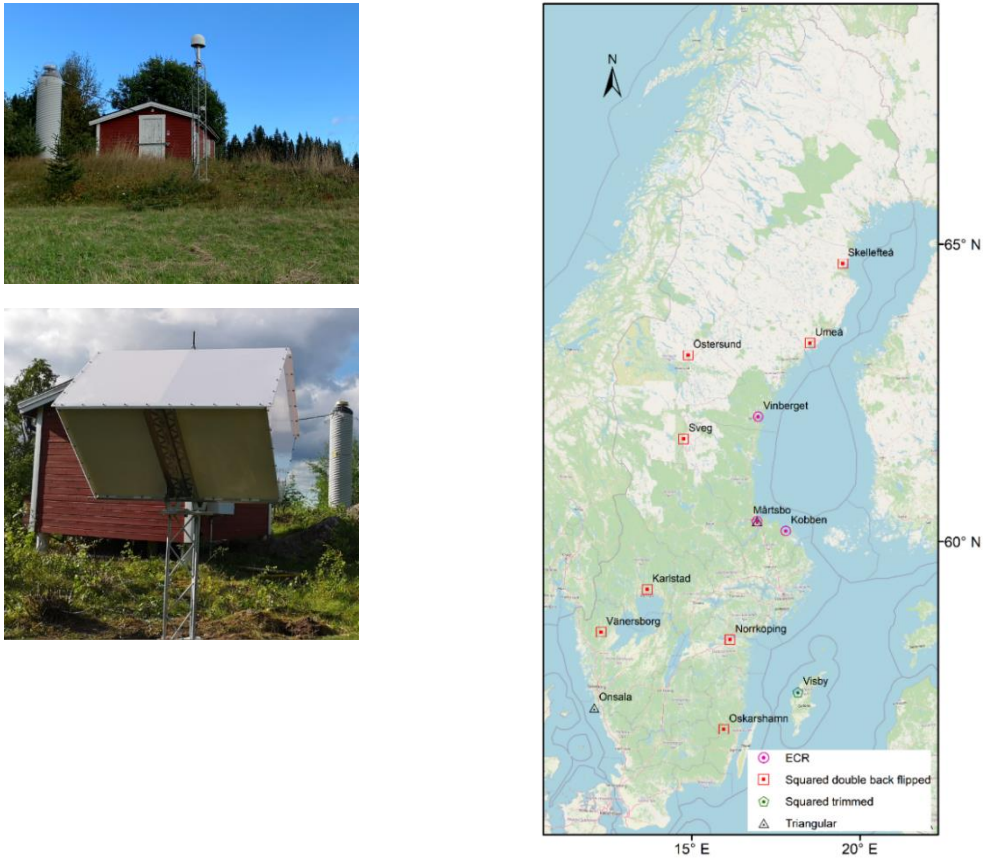 N
65° N
Skellefteå
Umeå
Östersund
Vinberget
Sveg
Mårtsbo
Kobben
60° N
Karlstad
Vänersborg
Norrköping
Visby
Onsala
Oskarshamn
ECR
Squared double back flipped
Squared trimmed
Triangular
15° E
20° E